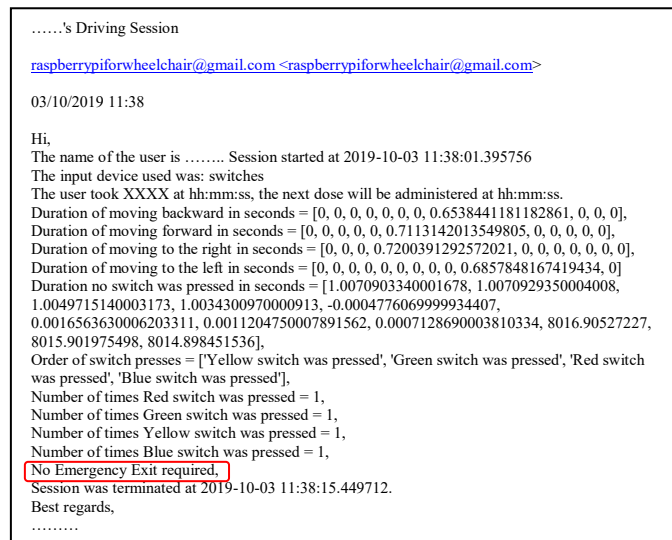 ……'s Driving Session
raspberrypiforwheelchair@gmail.com <raspberrypiforwheelchair@gmail.com>
03/10/2019 11:38
Hi,
The name of the user is …….. Session started at 2019-10-03 11:38:01.395756
The input device used was: switches
The user took XXXX at hh:mm:ss, the next dose will be administered at hh:mm:ss.
Duration of moving backward in seconds = [0, 0, 0, 0, 0, 0, 0, 0.6538441181182861, 0, 0, 0],
Duration of moving forward in seconds = [0, 0, 0, 0, 0, 0.7113142013549805, 0, 0, 0, 0, 0],
Duration of moving to the right in seconds = [0, 0, 0, 0.7200391292572021, 0, 0, 0, 0, 0, 0, 0],
Duration of moving to the left in seconds = [0, 0, 0, 0, 0, 0, 0, 0, 0, 0.6857848167419434, 0]
Duration no switch was pressed in seconds = [1.0070903340001678, 1.0070929350004008,
1.0049715140003173, 1.0034300970000913, -0.0004776069999934407,
0.0016563630006203311, 0.0011204750007891562, 0.0007128690003810334, 8016.90527227,
8015.901975498, 8014.898451536],
Order of switch presses = ['Yellow switch was pressed', 'Green switch was pressed', 'Red switch
was pressed', 'Blue switch was pressed'],
Number of times Red switch was pressed = 1,
Number of times Green switch was pressed = 1,
Number of times Yellow switch was pressed = 1,
Number of times Blue switch was pressed = 1,
No Emergency Exit required,
Session was terminated at 2019-10-03 11:38:15.449712.
Best regards,
………